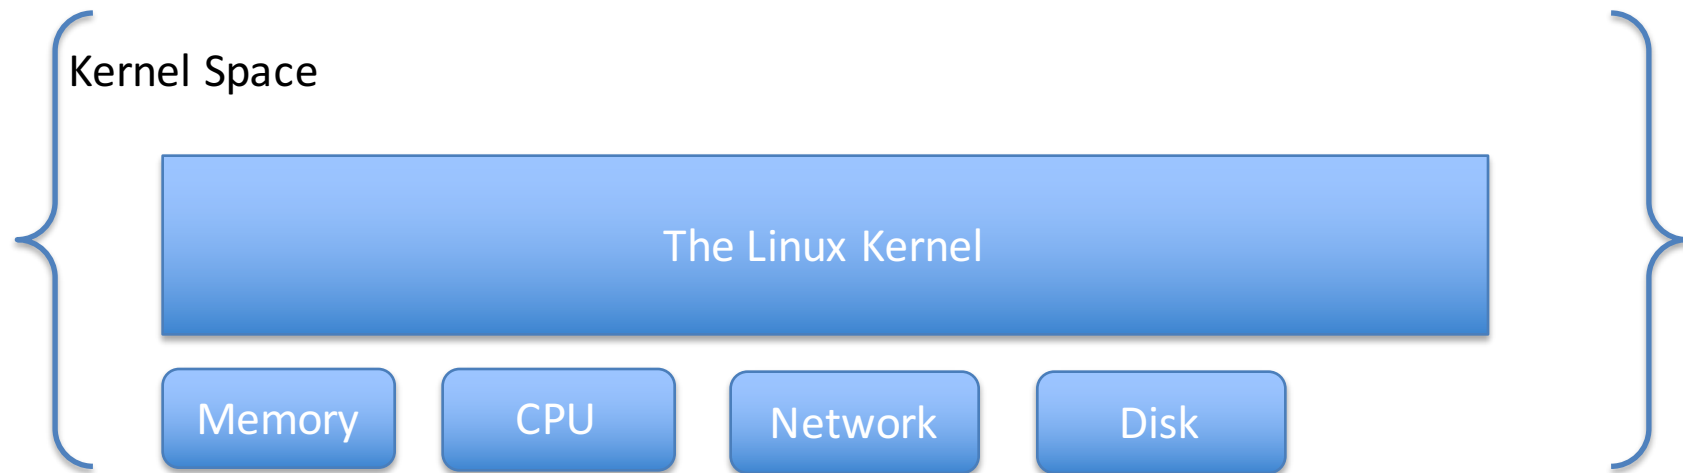 Kernel Space
The Linux Kernel
Memory
CPU
Network
Disk